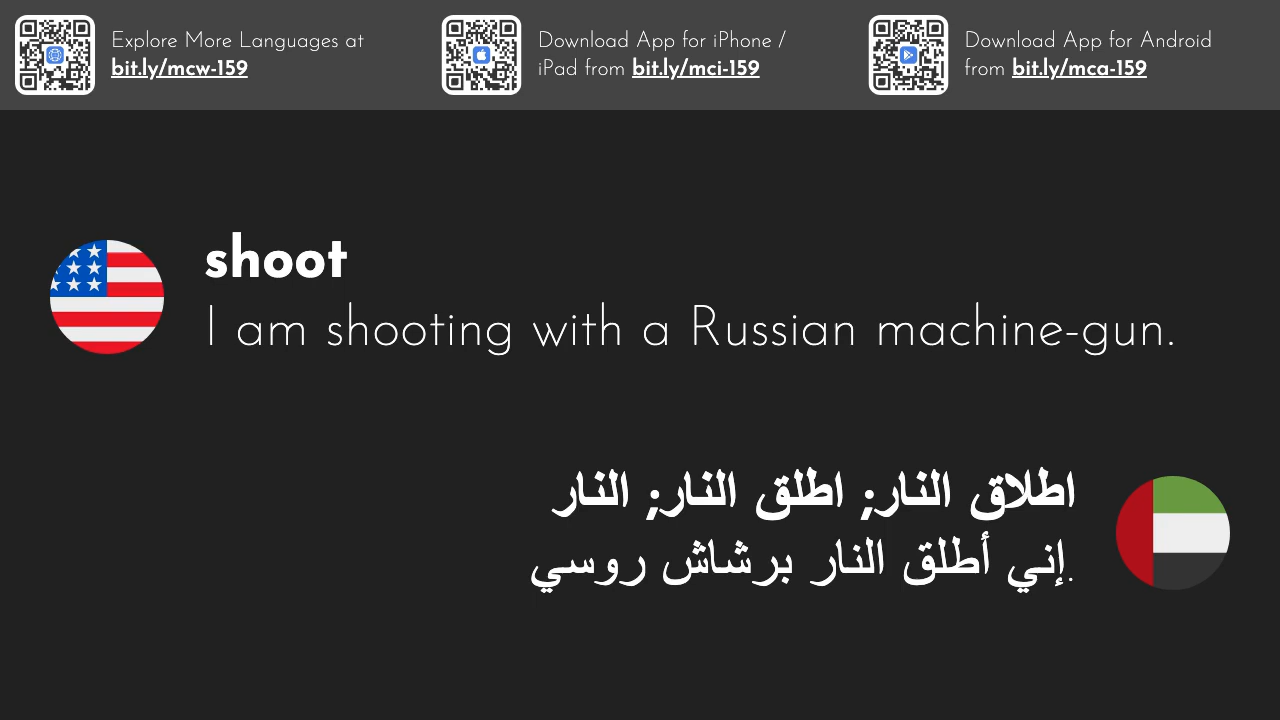 Explore More Languages at
bit.ly/mcw-159
Download App for iPhone /
iPad from bit.ly/mci-159
Download App for Android
from bit.ly/mca-159
shoot
I am shooting with a Russian machine-gun.
اطلاق النار; اطلق النار; النار
إني أطلق النار برشاش روسي.